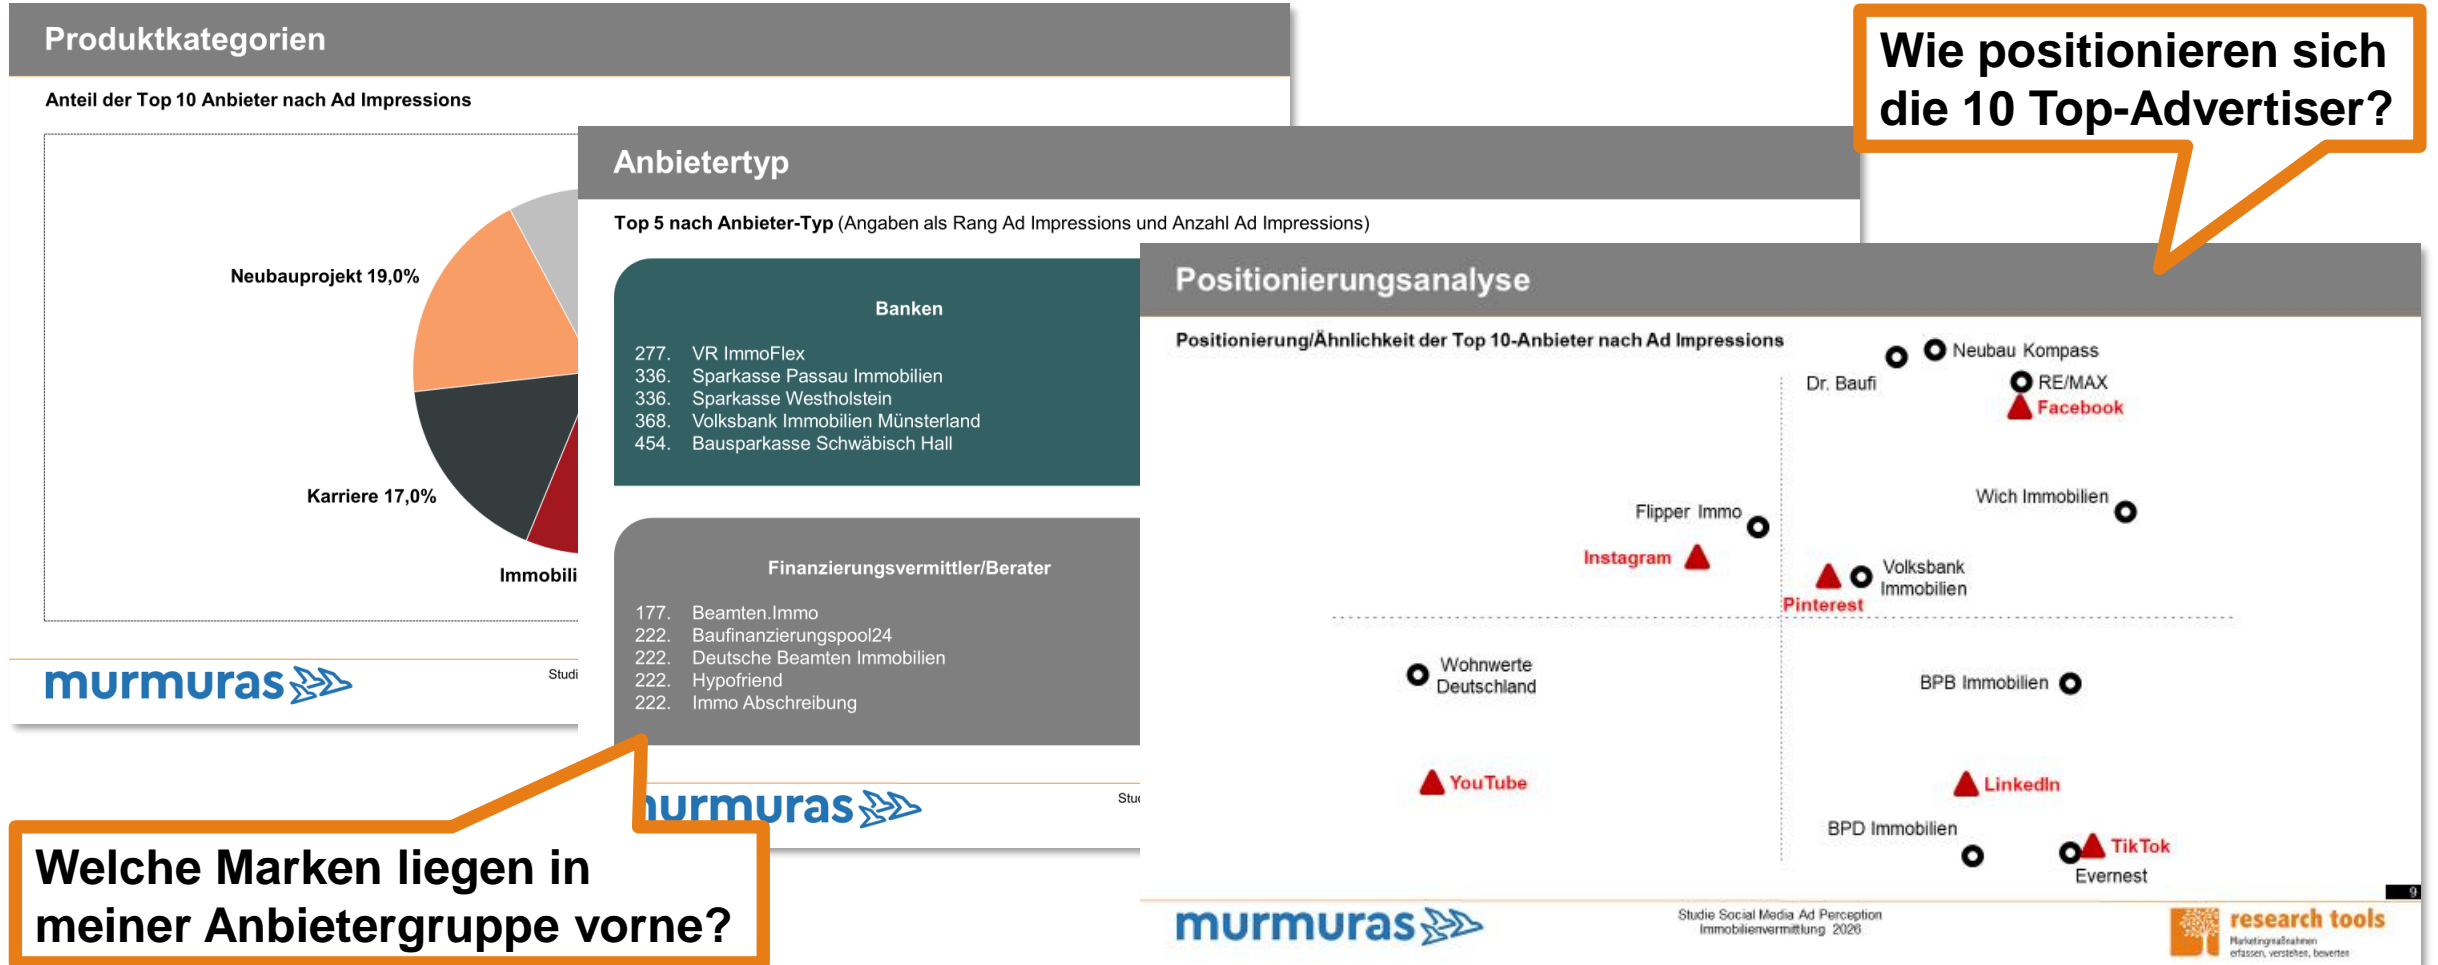 Produktkategorien
Anteil der Top 10 Anbieter nach Ad Impressions
Neubauprojekt 19,0%
Karriere 17,0%
Immobili
murmuras
Studi
Anbietertyp
Top 5 nach Anbieter-Typ (Angaben als Rang Ad Impressions und Anzahl Ad Impressions)
Banken
277. VR ImmoFlex
336. Sparkasse Passau Immobilien
336. Sparkasse Westholstein
368. Volksbank Immobilien Münsterland
454. Bausparkasse Schwäbisch Hall
Finanzierungsvermittler/Berater
177. Beamten.Immo
222. Baufinanzierungspool24
222. Deutsche Beamten Immobilien
222. Hypofriend
222. Immo Abschreibung
murmuras
Stu
Welche Marken liegen in
meiner Anbietergruppe vorne?
Wie positionieren sich
die 10 Top-Advertiser?
Positionierungsanalyse
Positionierung/Ähnlichkeit der Top 10-Anbieter nach Ad Impressions
Neubau Kompass
Dr. Baufi
RE/MAX
Facebook
Wich Immobilien
Flipper Immo
Instagram
Volksbank
Immobilien
Pinterest
Wohnwerte
Deutschland
BPB Immobilien
YouTube
LinkedIn
BPD Immobilien
TikTok
Evernest
9
murmuras
Studie Social Media Ad Perception
Immobilienvermittlung 2026
research tools
Marketingmaßnahmen
erfassen, verstehen, bewerten